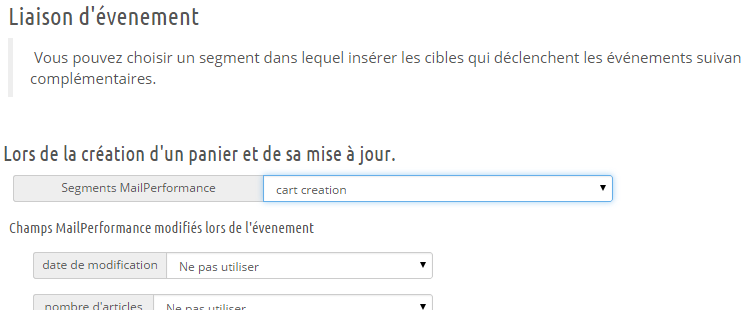 Liaison d'évenement
Vous pouvez choisir un segment dans lequel insérer les cibles qui déclenchent les événements suivan
complémentaires.
Lors de la création d'un panier et de sa mise à jour.
Segments MailPerformance cart creation
Champs MailPerformance modifiés lors de l'évenement
date de modification Ne pas utiliser
nombre d'articles Ne pas utiliser